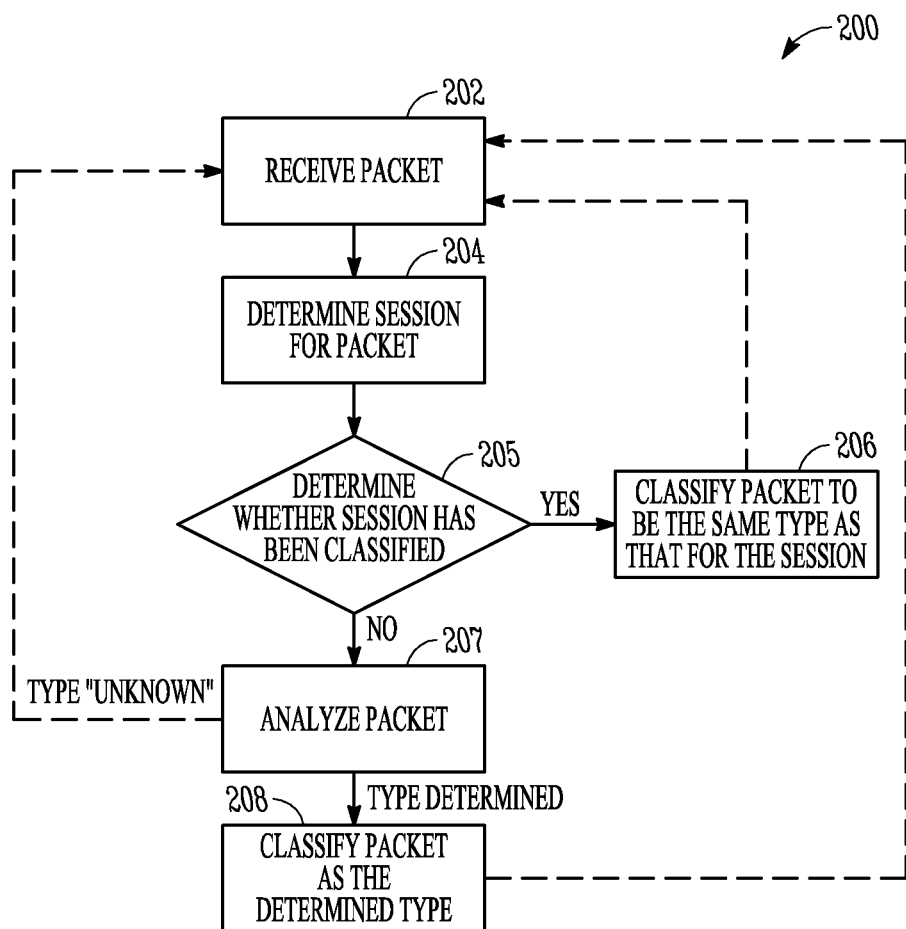 200
202
RECEIVE PACKET
204
DETERMINE SESSION
FOR PACKET
205
DETERMINE
WHETHER SESSION HAS
BEEN CLASSIFIED
YES
206
CLASSIFY PACKET TO
BE THE SAME TYPE AS
THAT FOR THE SESSION
NO
207
TYPE "UNKNOWN"
ANALYZE PACKET
TYPE DETERMINED
208
CLASSIFY PACKET
AS THE
DETERMINED TYPE